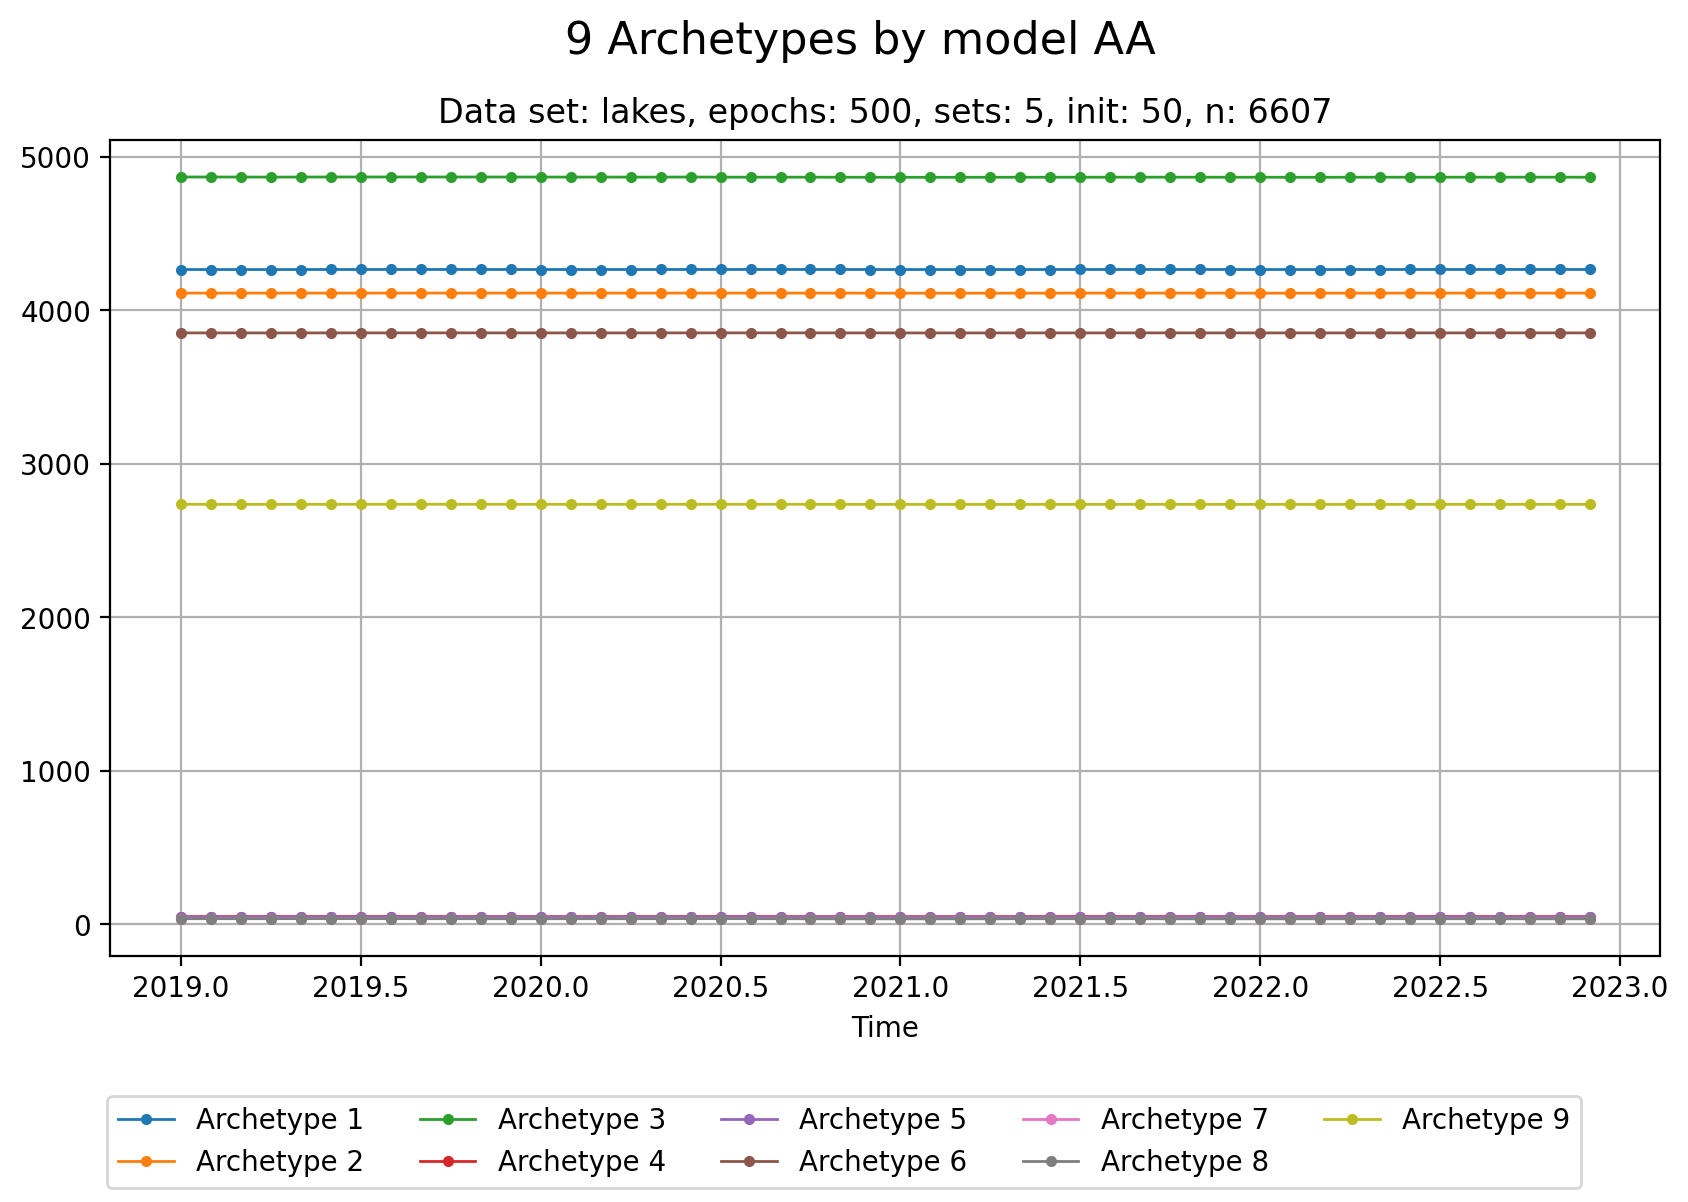 9 Archetypes by model AA
Data set: lakes, epochs: 500, sets: 5, init: 50, n: 6607
5000
4000
3000
2000
1000
0
2019.0 2019.5 2020.0 2020.5 2021.0 2021.5 2022.0 2022.5 2023.0
Time
Archetype 1 Archetype 3 Archetype 5 Archetype 7 Archetype 9
Archetype 2 Archetype 4 Archetype 6 Archetype 8